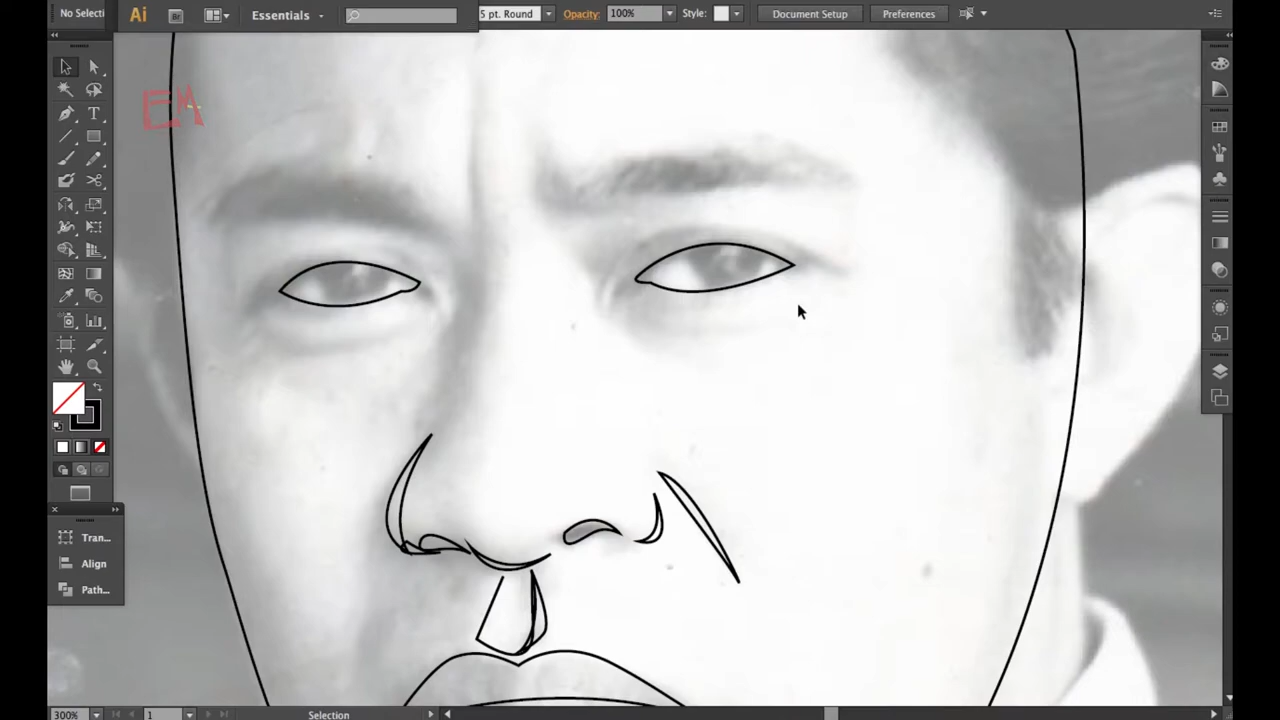 No Selecti
Ai
Br
Essentials
5 pt. Round
Opacity:
100%
Style:
Document Setup
Preferences
EA
Tran...
Align
Path...
300%
1
Selection